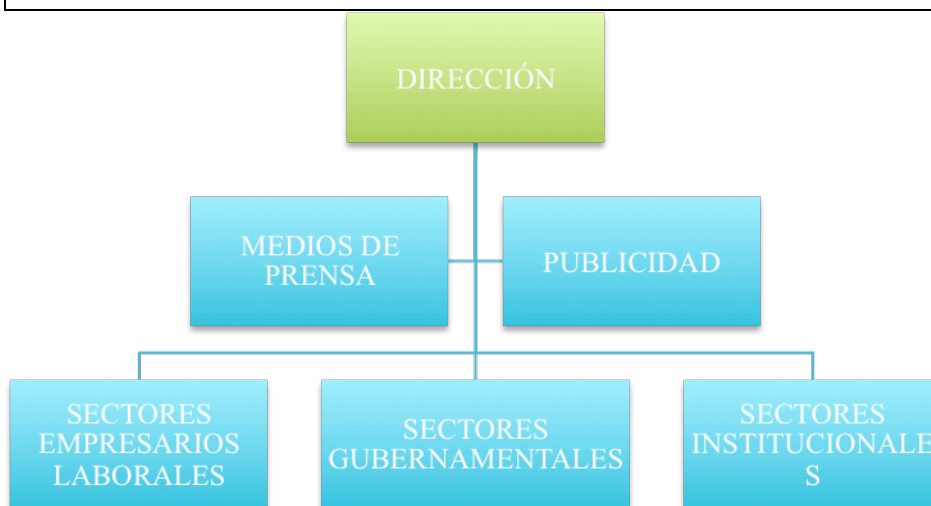 DIRECCIÓN
MEDIOS DE
PRENSA
PUBLICIDAD
SECTORES
EMPRESARIOS
LABORALES
SECTORES
GUBERNAMENTALES
SECTORES
INSTITUCIONALE
S